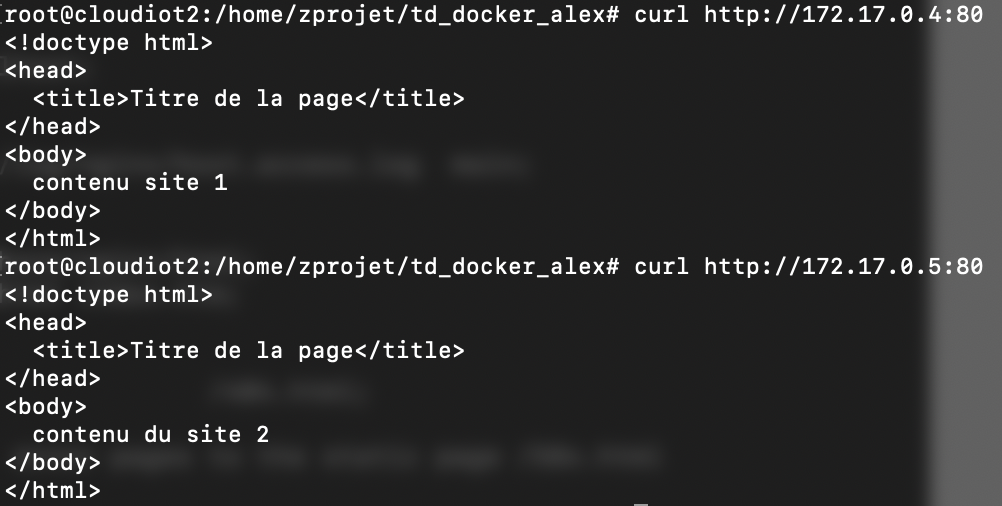 [root@cloudiot2:/home/zprojet/td_docker_alex# curl http://172.17.0.4:80
<!doctype html>
<head>
  <title>Titre de la page</title>
</head>
<body>
  contenu site 1
</body>
</html>
[root@cloudiot2:/home/zprojet/td_docker_alex# curl http://172.17.0.5:80
<!doctype html>
<head>
  <title>Titre de la page</title>
</head>
<body>
  contenu du site 2
</body>
</html>